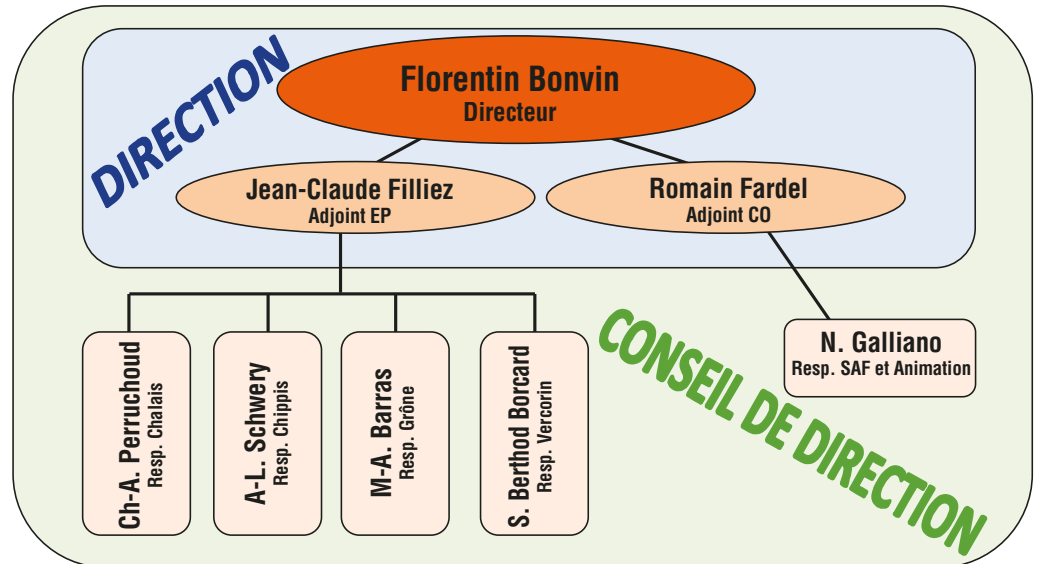 DIRECTION
Florentin Bonvin
Directeur
Jean-Claude Filliez
Adjoint EP
Romain Fardel
Adjoint CO
Ch-A. Perruchoud
Resp. Chalais
A-L. Schwery
Resp. Chippis
M-A. Barras
Resp. Grône
S. Berthod Borcard
Resp. Vercorin
N. Galliano
Resp. SAF et Animation
CONSEIL DE DIRECTION